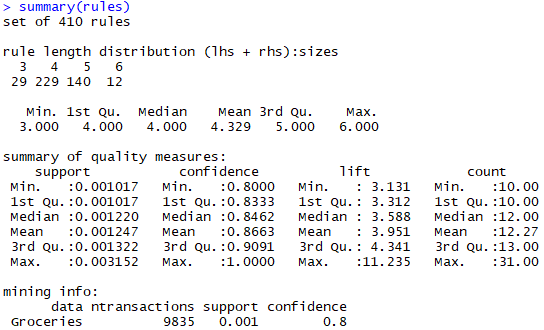 > summary(rules)
set of 410 rules
rule length distribution (lhs + rhs):sizes
  3   4   5   6
 29 229 140  12
   Min. 1st Qu.  Median    Mean 3rd Qu.    Max.
  3.000   4.000   4.000   4.329   5.000   6.000
summary of quality measures:
    support           confidence          lift            count
 Min.   :0.001017   Min.   :0.8000   Min.   : 3.131   Min.   :10.00
 1st Qu.:0.001017   1st Qu.:0.8333   1st Qu.: 3.312   1st Qu.:10.00
 Median :0.001220   Median :0.8462   Median : 3.588   Median :12.00
 Mean   :0.001247   Mean   :0.8663   Mean   : 3.951   Mean   :12.27
 3rd Qu.:0.001322   3rd Qu.:0.9091   3rd Qu.: 4.341   3rd Qu.:13.00
 Max.   :0.003152   Max.   :1.0000   Max.   :11.235   Max.   :31.00
mining info:
      data ntransactions support confidence
 Groceries          9835   0.001        0.8